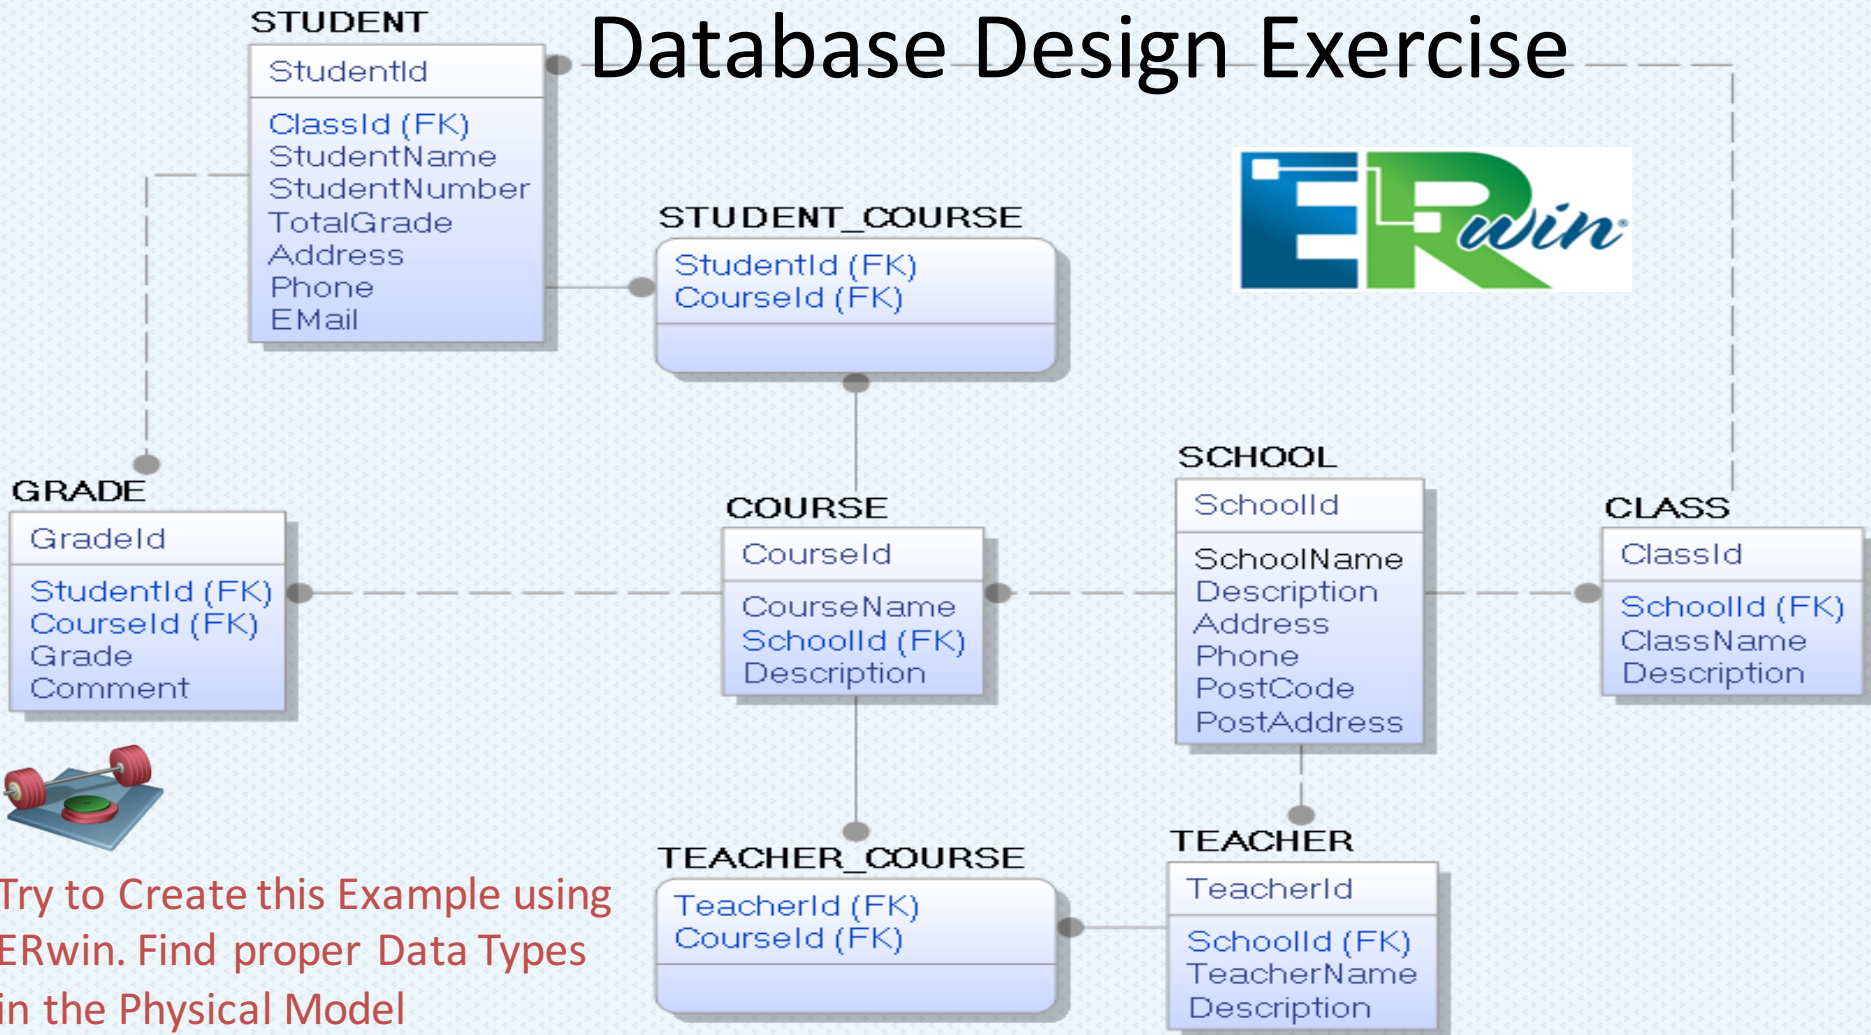 Database Design Exercise
STUDENT
StudentId
ClassId (FK)
StudentName
StudentNumber
TotalGrade
Address
Phone
EMail
ERwin®
STUDENT_COURSE
StudentId (FK)
CourseId (FK)
GRADE
GradeId
StudentId (FK)
CourseId (FK)
Grade
Comment
COURSE
CourseId
CourseName
SchoolId (FK)
Description
SCHOOL
SchoolId
SchoolName
Description
Address
Phone
PostCode
PostAddress
CLASS
ClassId
SchoolId (FK)
ClassName
Description
TEACHER_COURSE
TeacherId (FK)
CourseId (FK)
TEACHER
TeacherId
SchoolId (FK)
TeacherName
Description
Try to Create this Example using
ERwin. Find proper Data Types
in the Physical Model